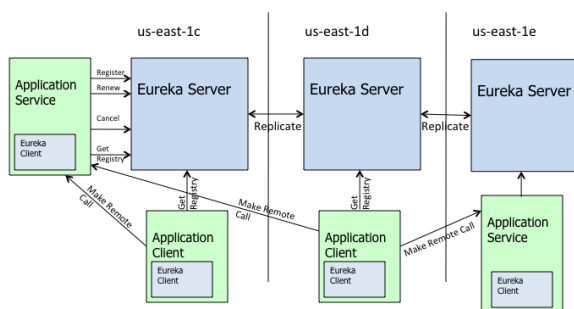 us-east-1c
us-east-1d
us-east-1e
Application
Service
Eureka
Client
Register
Renew
Cancel
Get
Registry
Eureka Server
Replicate
Eureka Server
Replicate
Eureka Server
Make Remote
Call
Get
Registry
Make Remote
Call
Get
Registry
Make Remote Call
Application
Client
Eureka
Client
Application
Client
Eureka
Client
Application
Service
Eureka
Client